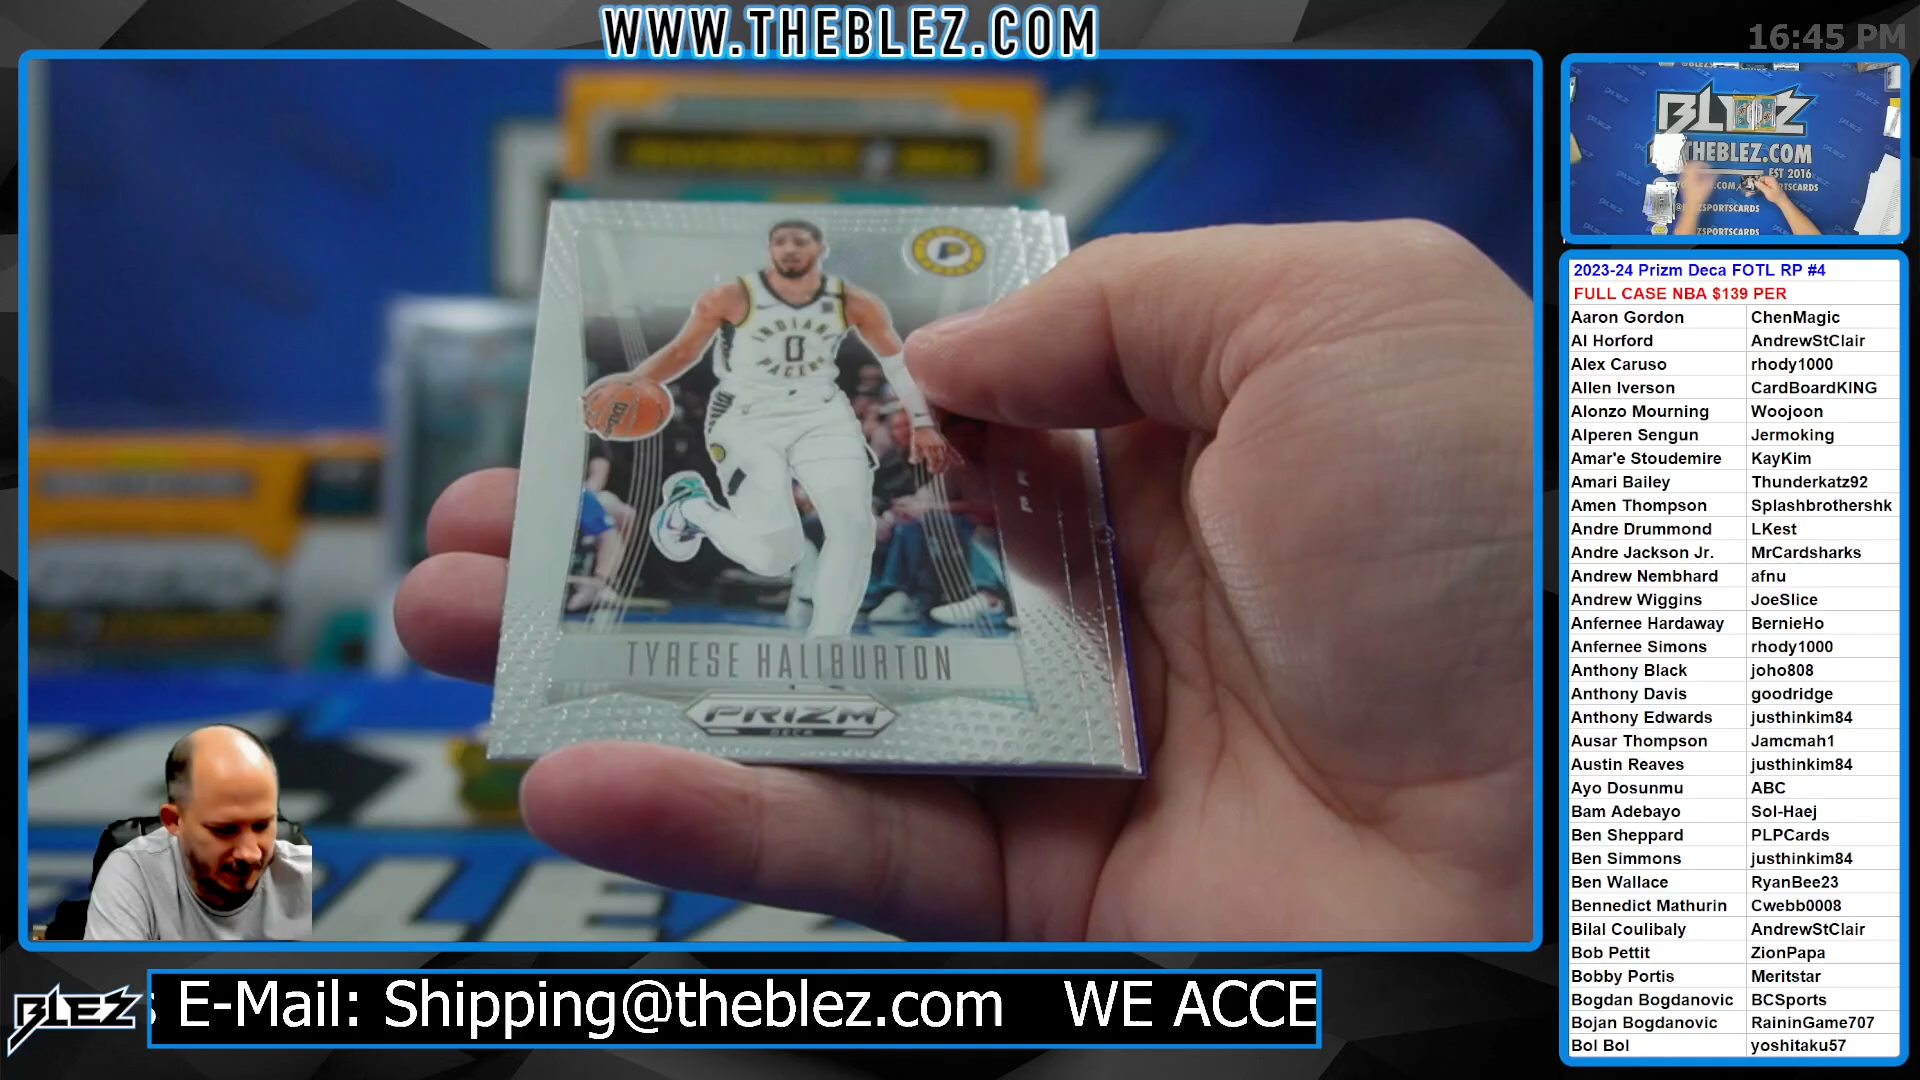 WWW.THEBLEZ.COM
16:45 PM
INDIANA
0
PACERS
TYRESE HALIBURTON
PRIZM
DECA
BLEZ
THEBLEZ.COM
EST 2016
2023-24 Prizm Deca FOTL RP #4
FULL CASE NBA $139 PER
Aaron Gordon ChenMagic
Al Horford AndrewStClair
Alex Caruso rhody1000
Allen Iverson CardBoardKING
Alonzo Mourning Woojoon
Alperen Sengun Jermoking
Amar'e Stoudemire KayKim
Amari Bailey Thunderkatz92
Amen Thompson Splashbrothershk
Andre Drummond LKest
Andre Jackson Jr. MrCardsharks
Andrew Nembhard afnu
Andrew Wiggins JoeSlice
Anfernee Hardaway BernieHo
Anfernee Simons rhody1000
Anthony Black joho808
Anthony Davis goodridge
Anthony Edwards justhinkim84
Ausar Thompson Jamcmah1
Austin Reaves justhinkim84
Ayo Dosunmu ABC
Bam Adebayo Sol-Haej
Ben Sheppard PLPCards
Ben Simmons justhinkim84
Ben Wallace RyanBee23
Bennedict Mathurin Cwebb0008
Bilal Coulibaly AndrewStClair
Bob Pettit ZionPapa
Bobby Portis Meritstar
Bogdan Bogdanovic BCSports
Bojan Bogdanovic RaininGame707
Bol Bol yoshitaku57
BLEZ
s E-Mail: Shipping@theblez.com WE ACCE